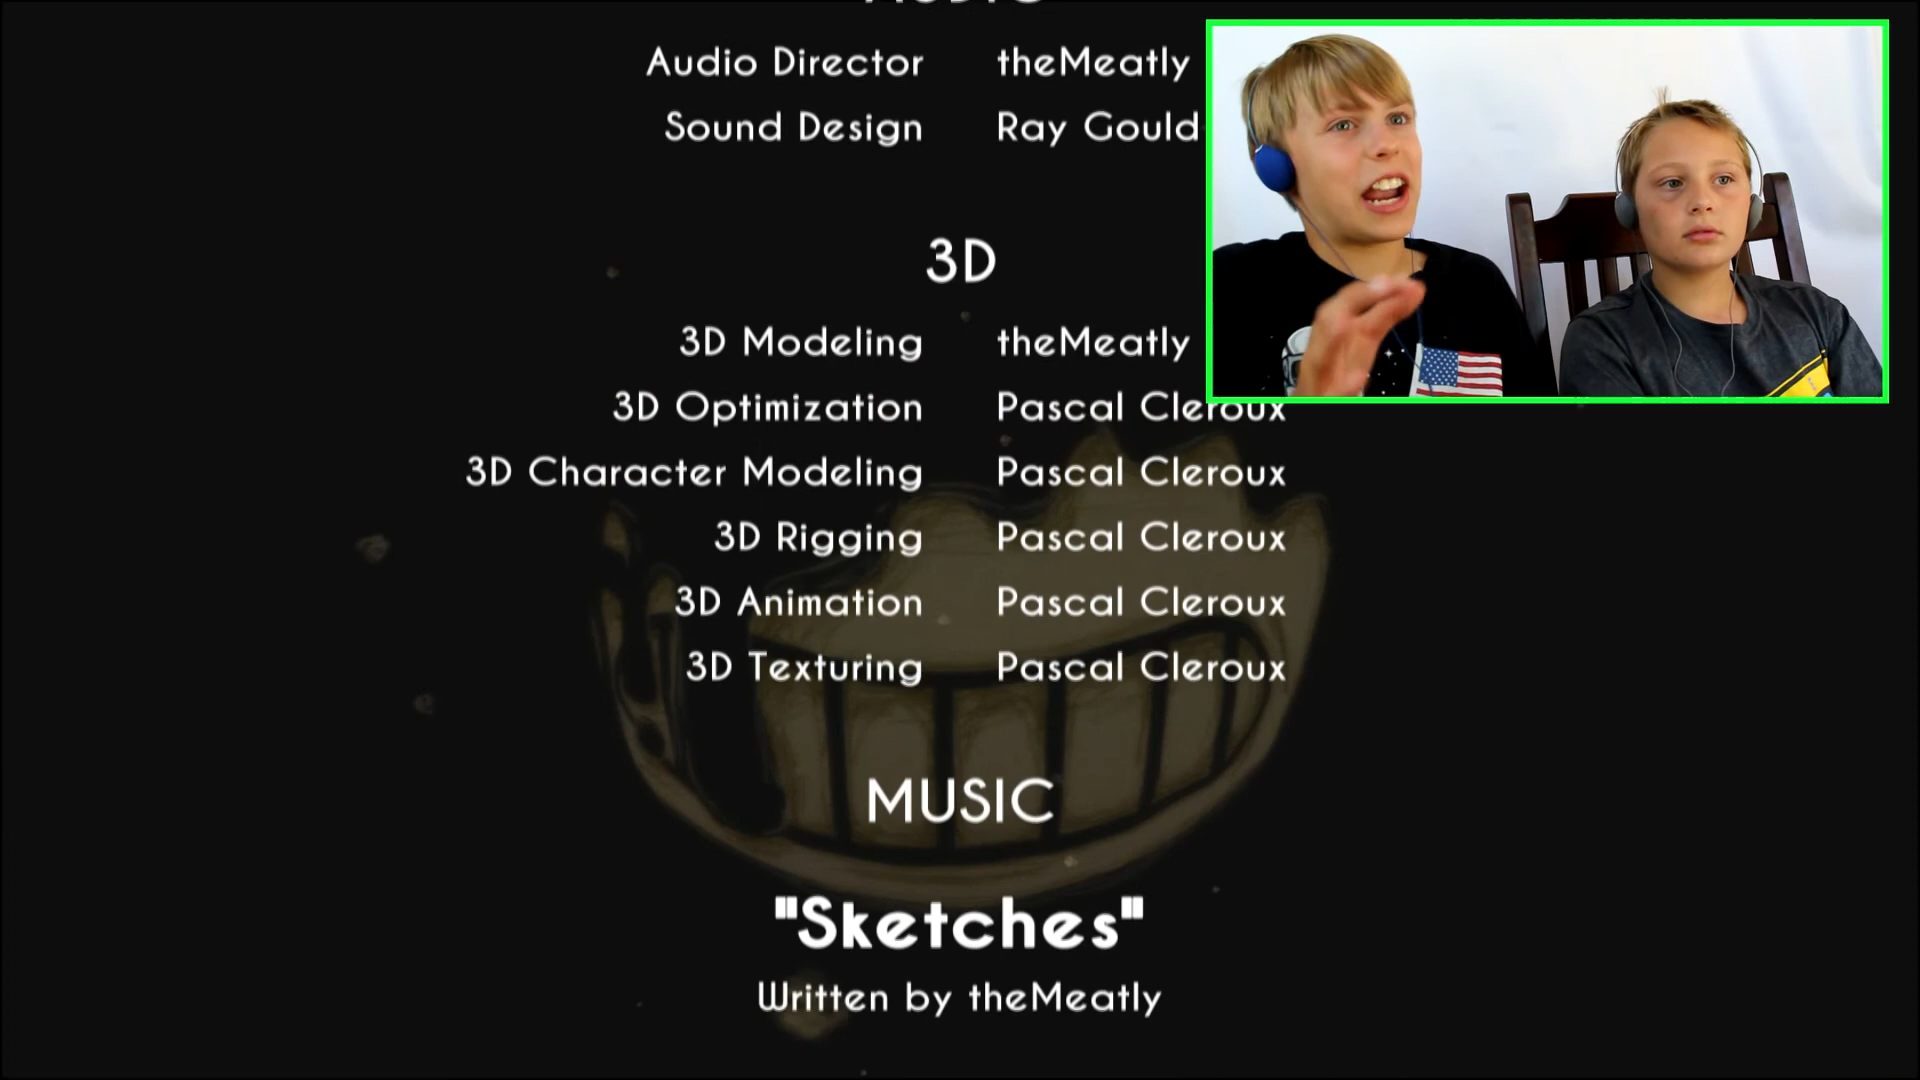 AUDIO
Audio Director theMeatly
Sound Design Ray Gould
3D
3D Modeling theMeatly
3D Optimization Pascal Cleroux
3D Character Modeling Pascal Cleroux
3D Rigging Pascal Cleroux
3D Animation Pascal Cleroux
3D Texturing Pascal Cleroux
MUSIC
"Sketches"
Written by theMeatly